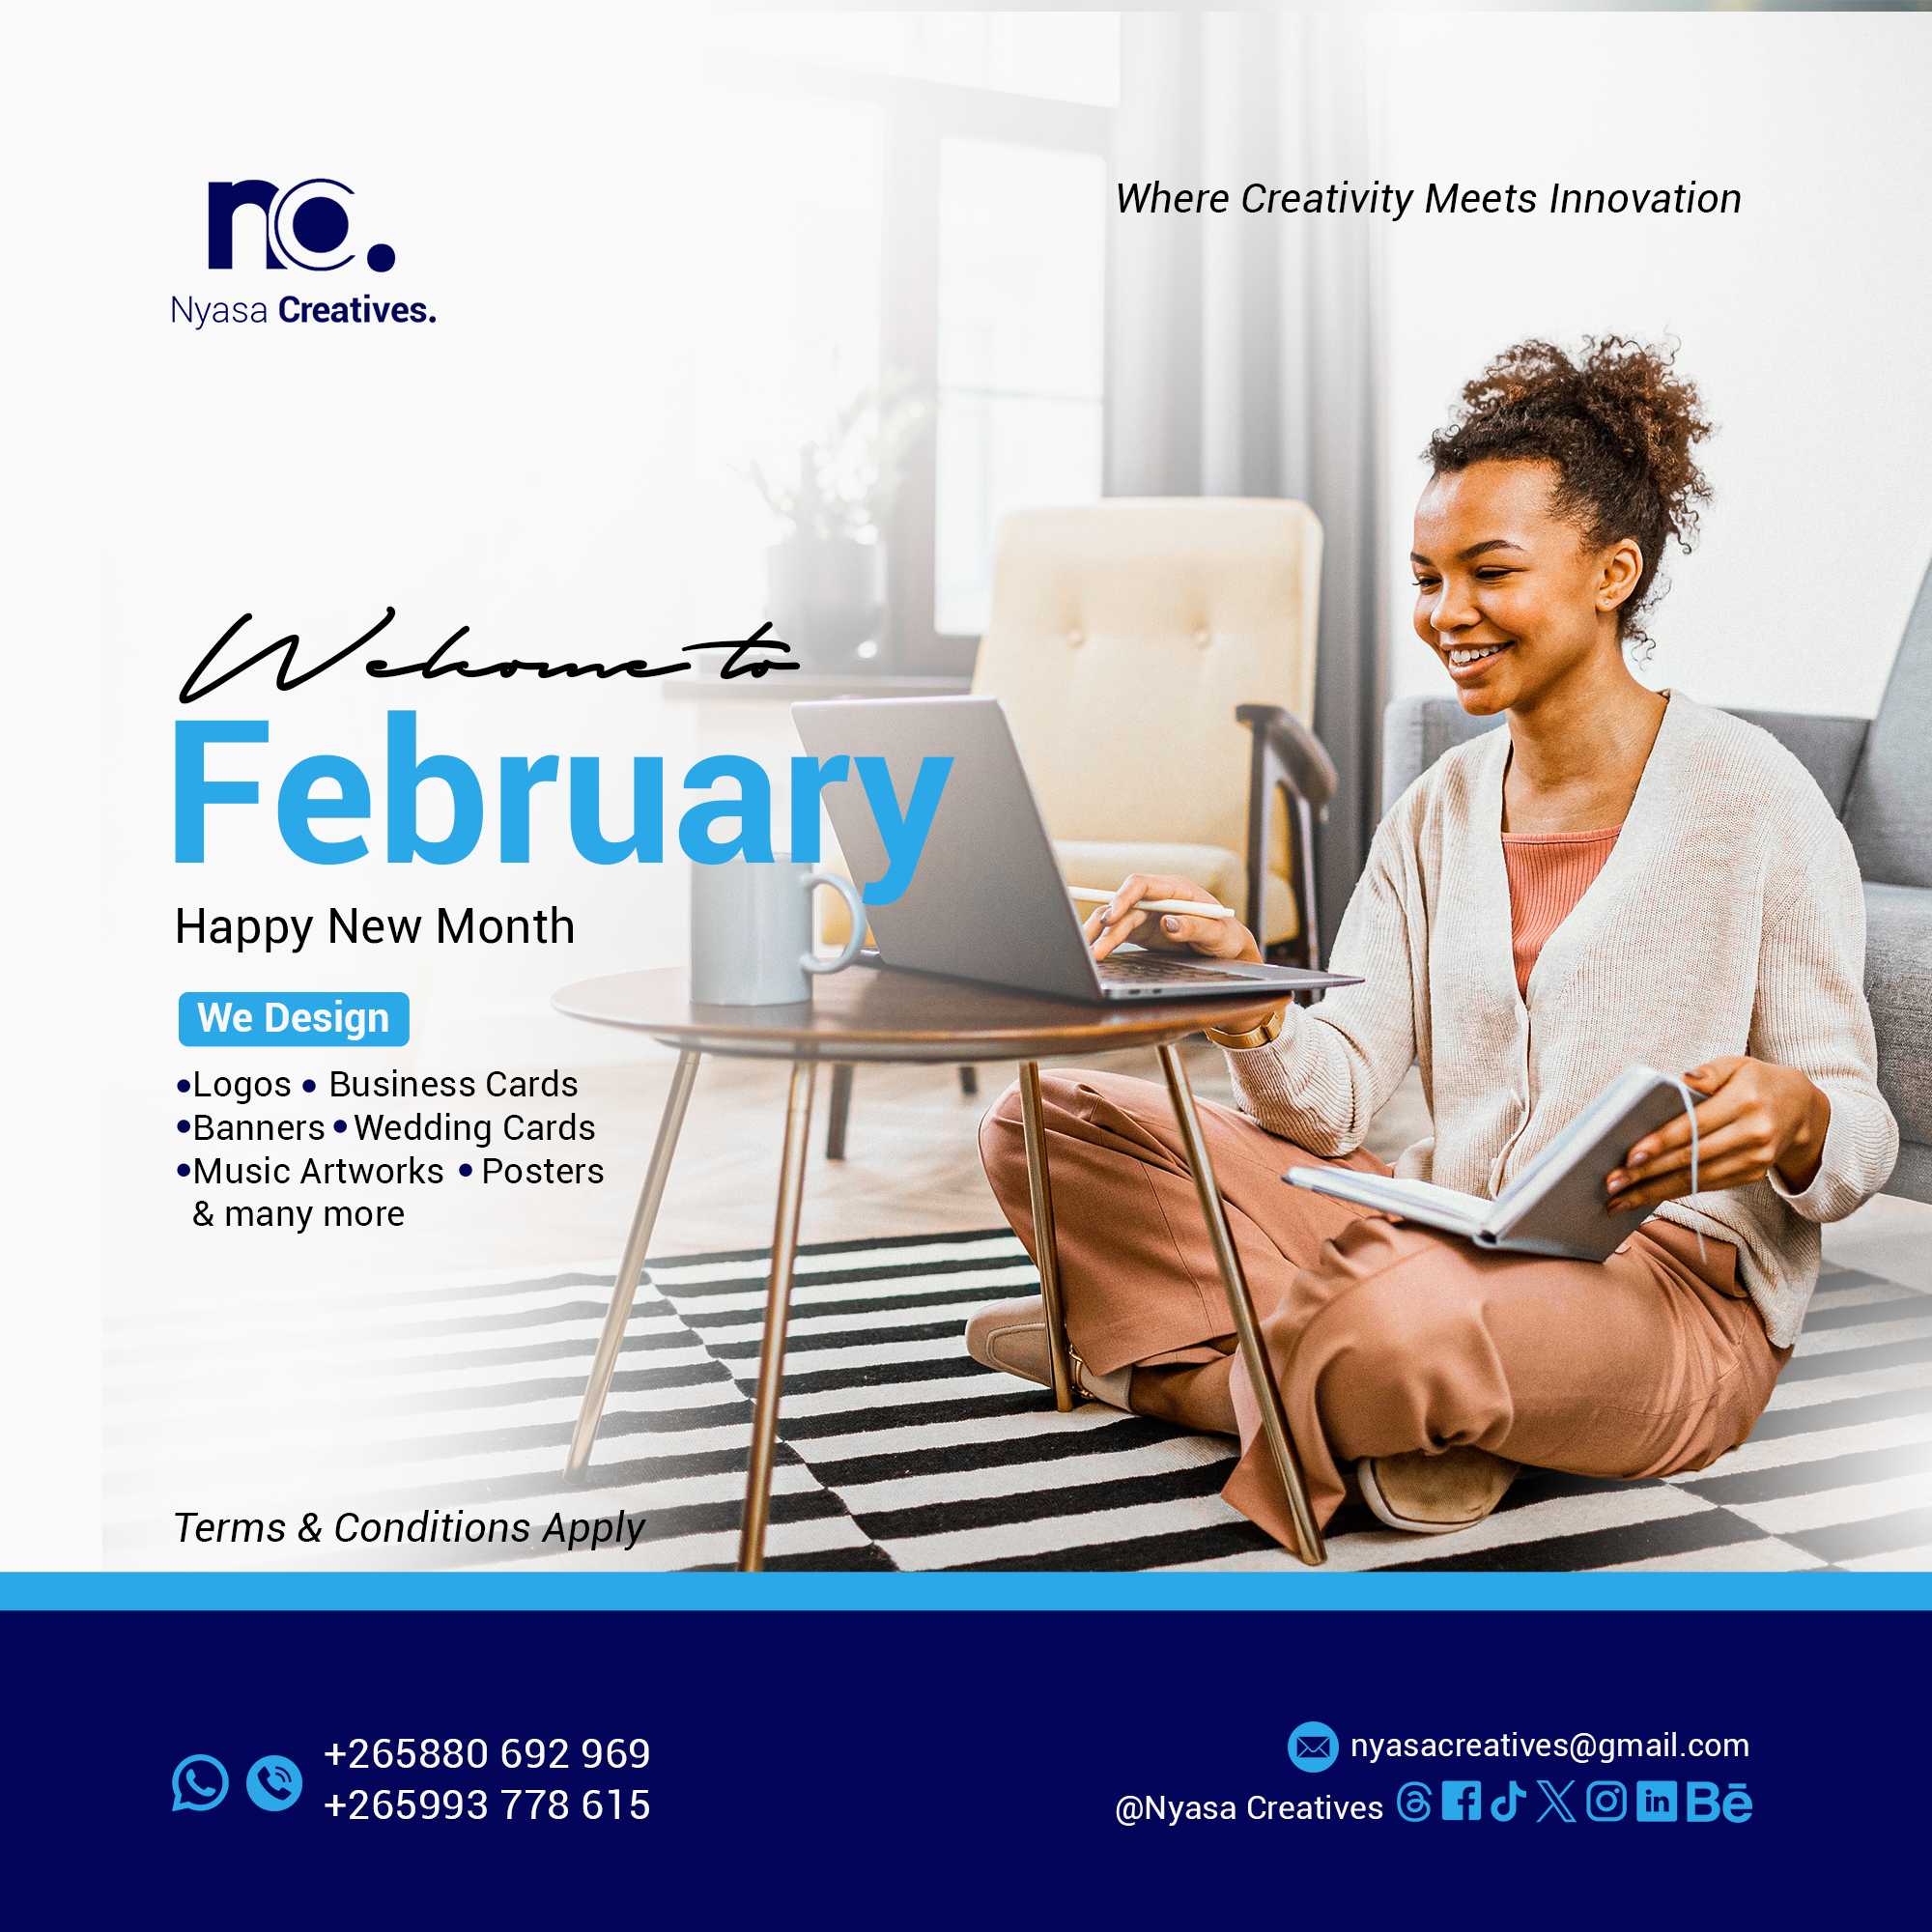 nc.
Nyasa Creatives.
Where Creativity Meets Innovation
Welcome to
February
Happy New Month
We Design
•Logos • Business Cards
•Banners • Wedding Cards
•Music Artworks • Posters
& many more
Terms & Conditions Apply
+265880 692 969
+265993 778 615
nyasacreatives@gmail.com
@Nyasa Creatives